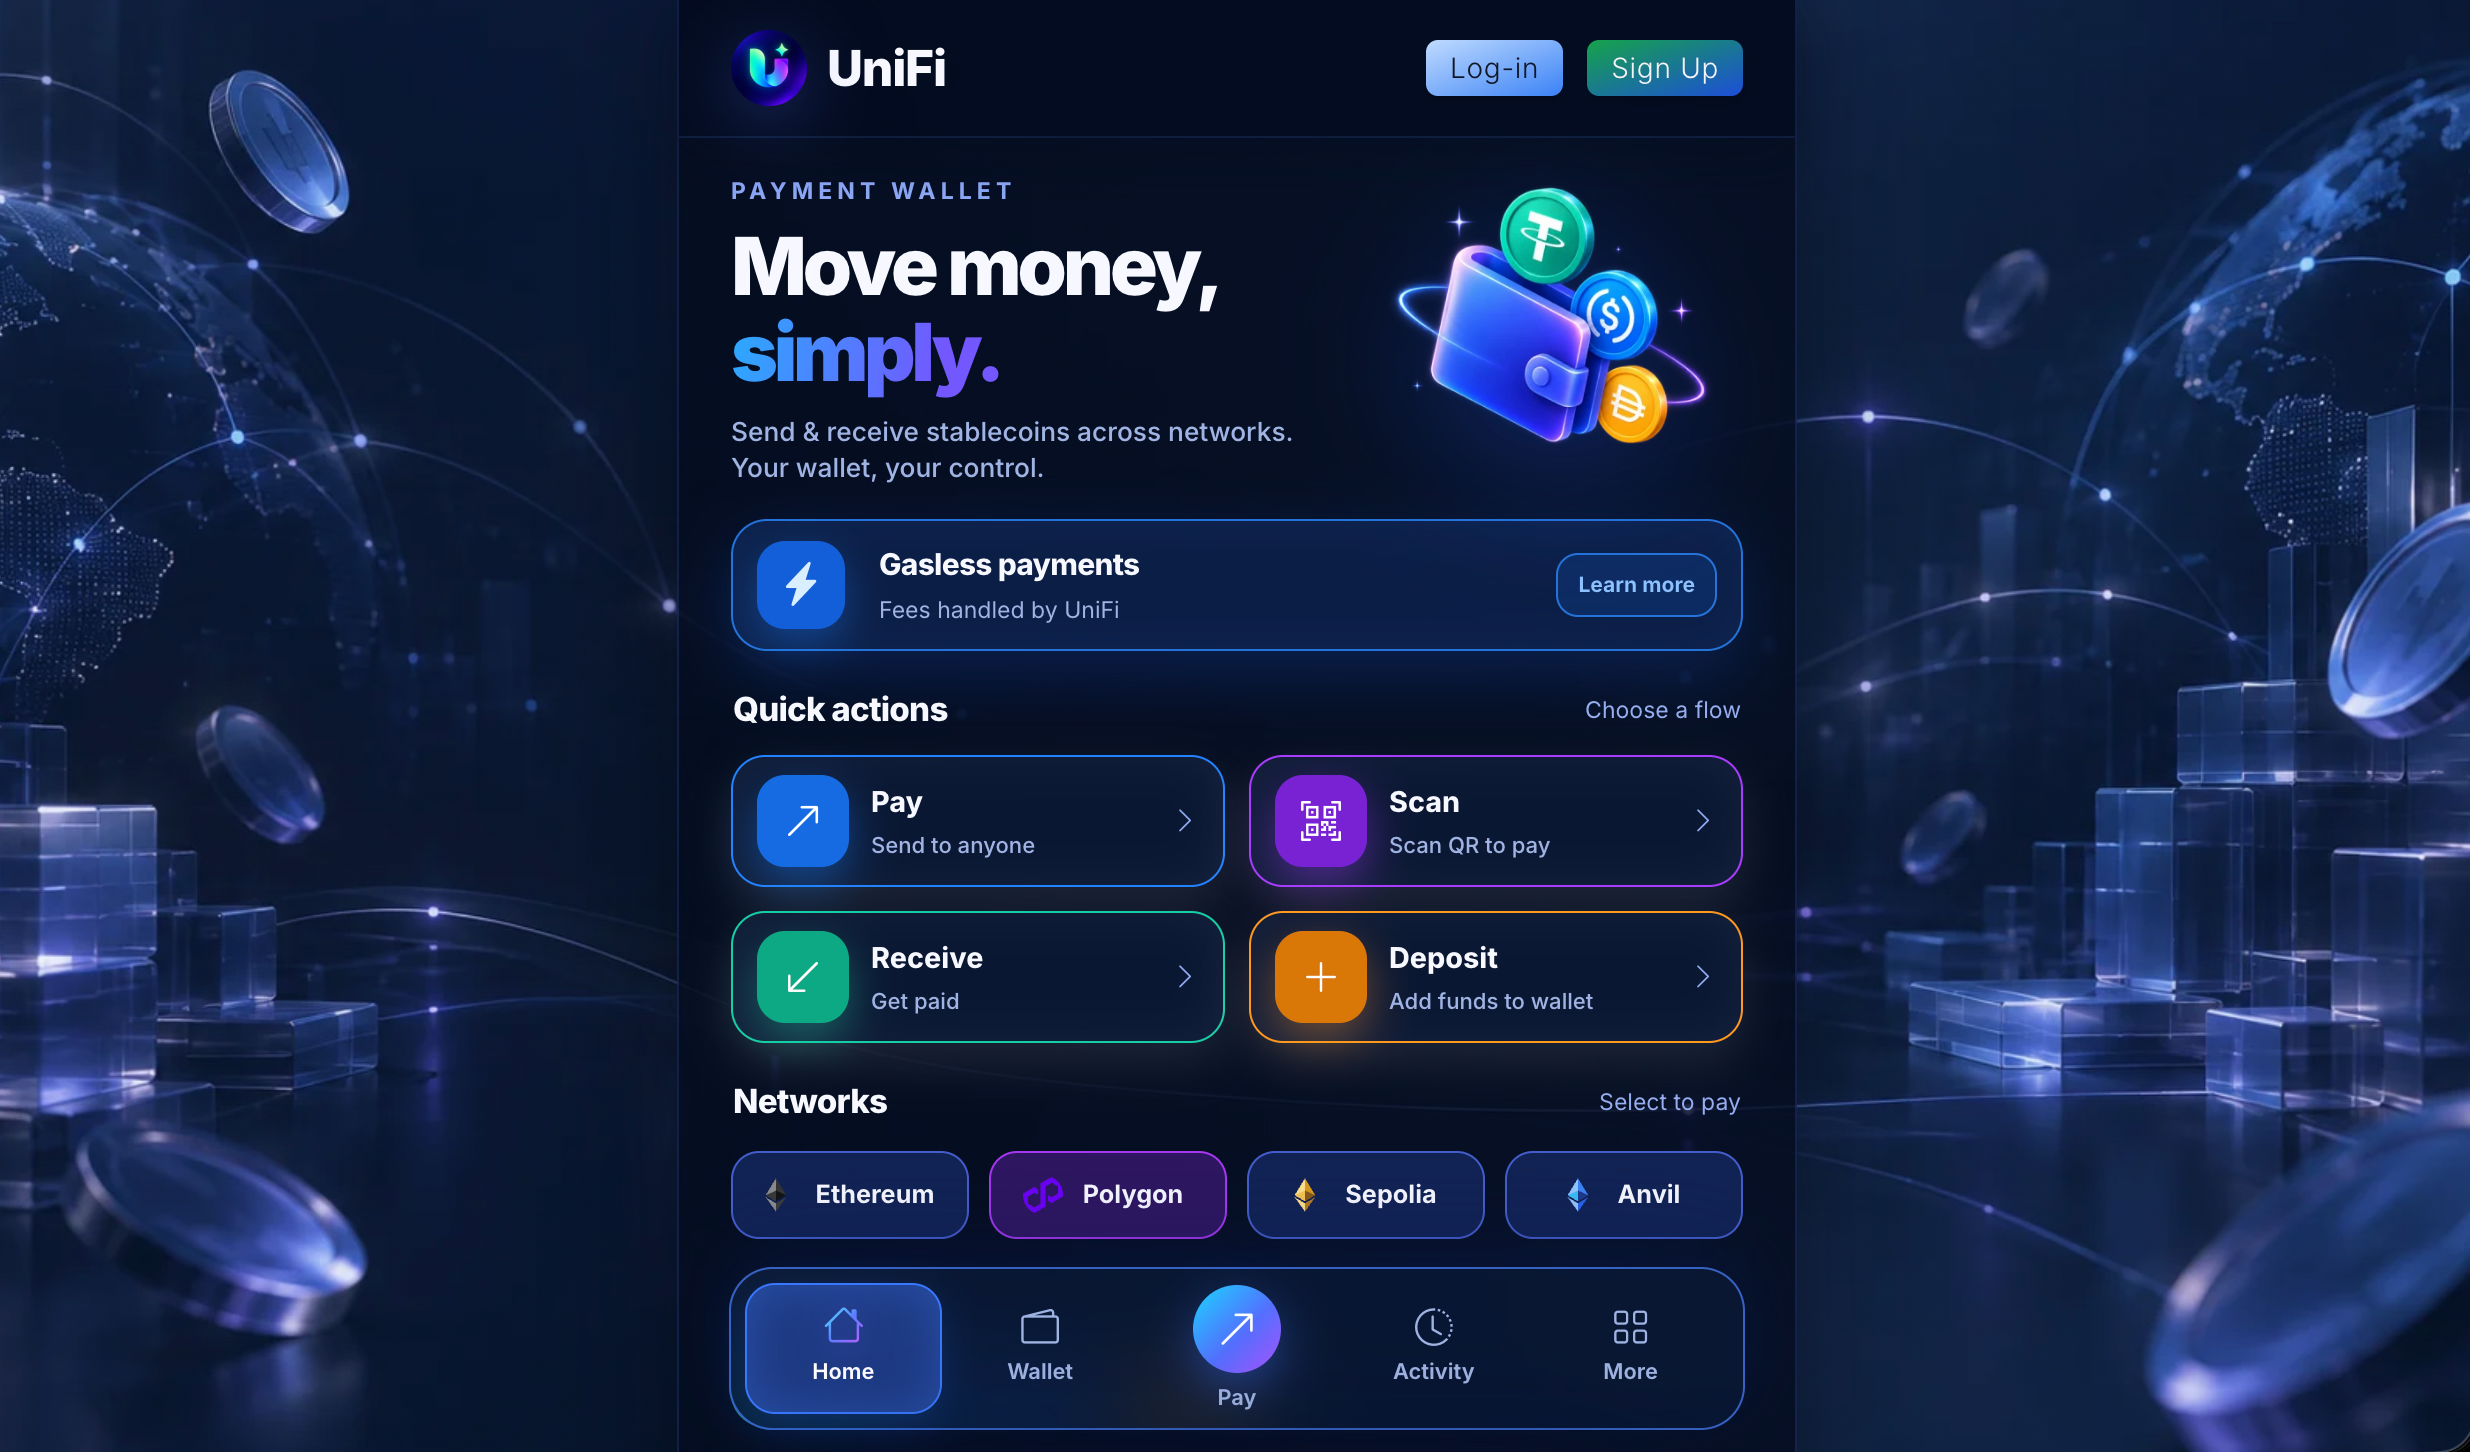 UniFi
Log-in
Sign Up
PAYMENT WALLET
Move money,
simply.
Send & receive stablecoins across networks.
Your wallet, your control.
Gasless payments
Fees handled by UniFi
Learn more
Quick actions
Choose a flow
Pay
Send to anyone
Scan
Scan QR to pay
Receive
Get paid
Deposit
Add funds to wallet
Networks
Select to pay
Ethereum
Polygon
Sepolia
Anvil
Home
Wallet
Pay
Activity
More